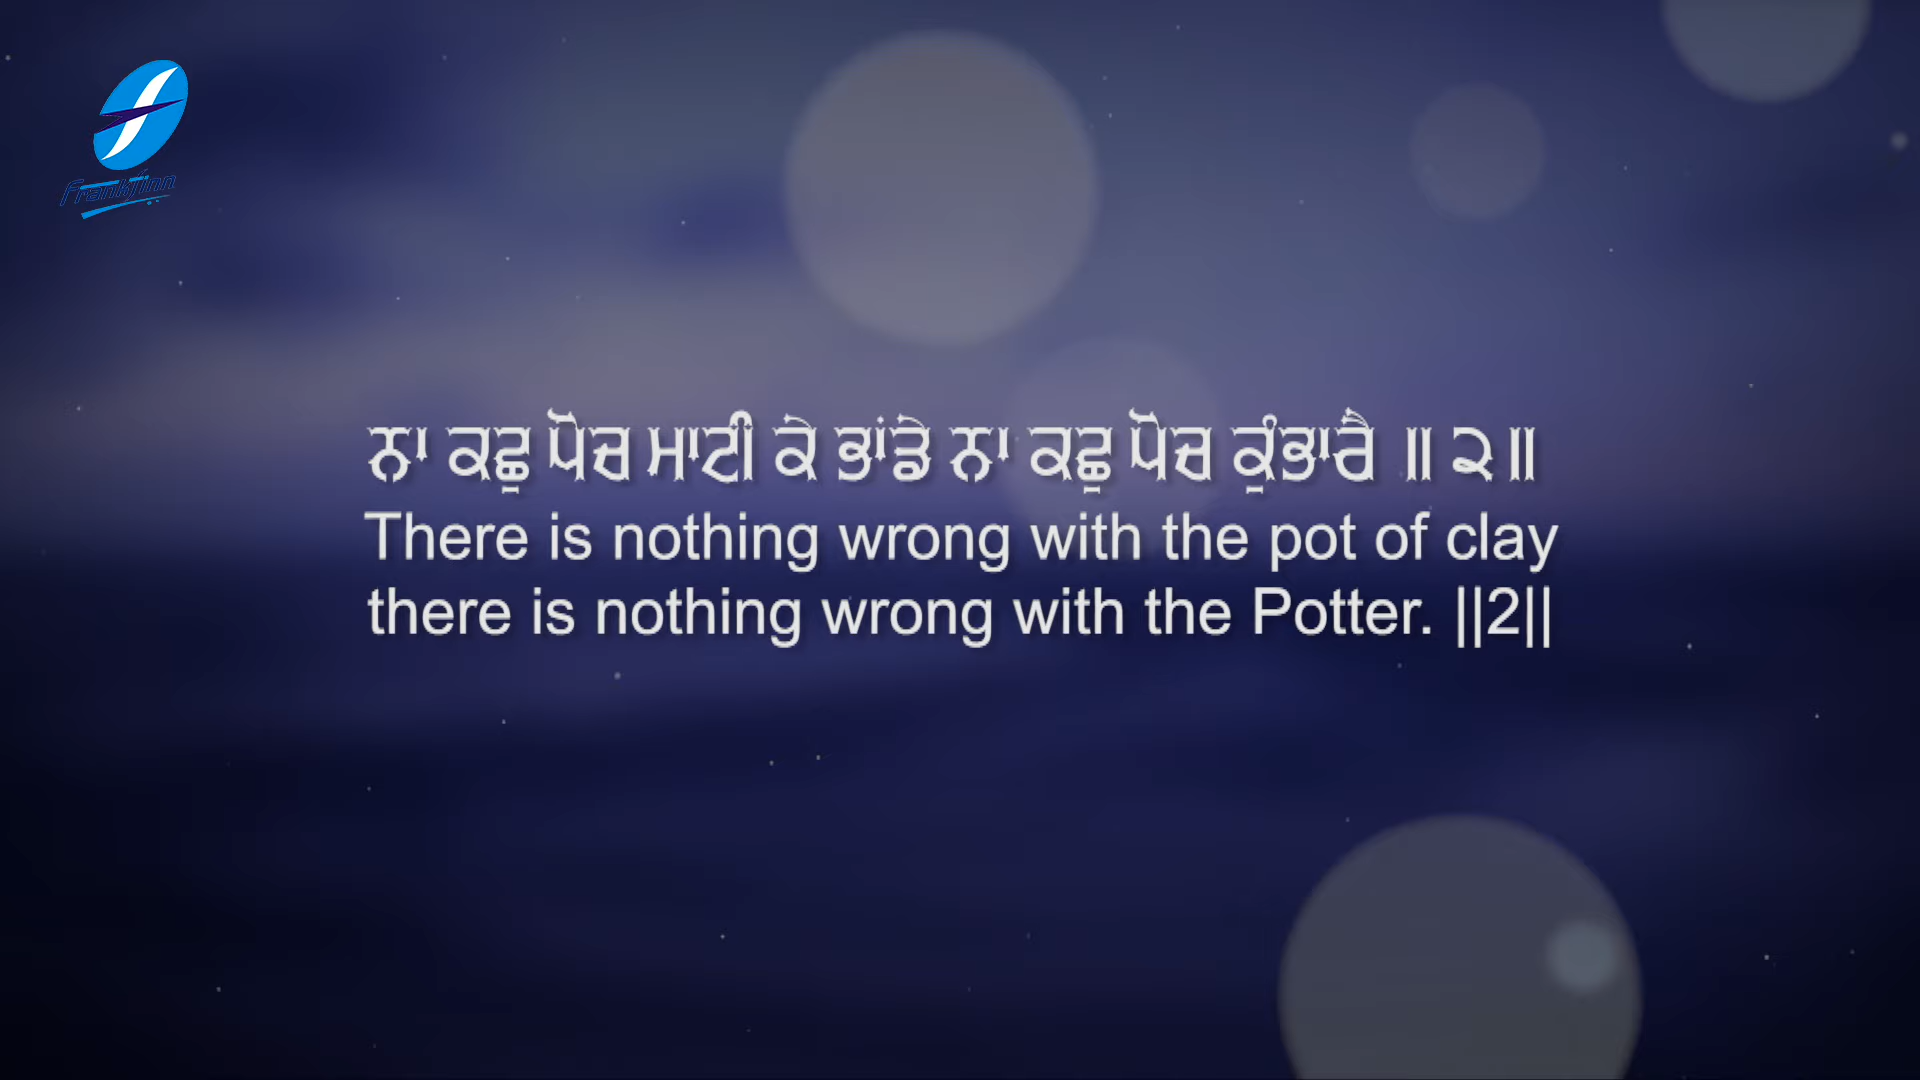 Frankfinn
ਨਾ ਕਛੁ ਪੋਚ ਮਾਟੀ ਕੇ ਭਾਂਡੇ ਨਾ ਕਛੁ ਪੋਚ ਕੁੰਭਾਰੈ ॥ ੨॥
There is nothing wrong with the pot of clay
there is nothing wrong with the Potter. ||2||